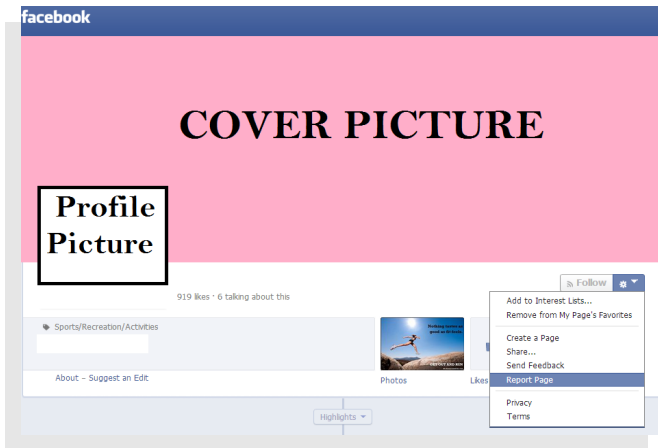 facebook
COVER PICTURE
Profile
Picture
Follow
919 likes · 6 talking about this
Add to Interest Lists...
Remove from My Page's Favorites
Sports/Recreation/Activities
Create a Page
Share...
Send Feedback
Report Page
About – Suggest an Edit
Photos
Likes
Privacy
Terms
Highlights